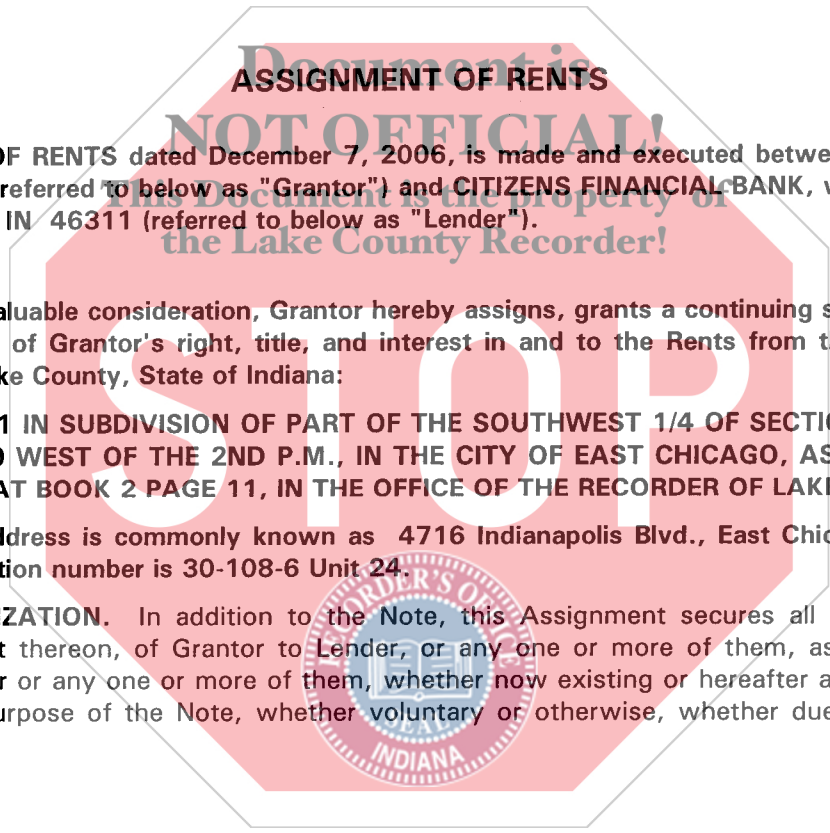 Document is
ASSIGNMENT OF RENTS
NOT OFFICIAL!
OF RENTS dated December 7, 2006, is made and executed betwe
referred to below as "Grantor") and CITIZENS FINANCIAL BANK, w
This Document is the property of
IN 46311 (referred to below as "Lender").
the Lake County Recorder!
aluable consideration, Grantor hereby assigns, grants a continuing s
of Grantor's right, title, and interest in and to the Rents from t
ke County, State of Indiana:
STOP
1 IN SUBDIVISION OF PART OF THE SOUTHWEST 1/4 OF SECTIO
WEST OF THE 2ND P.M., IN THE CITY OF EAST CHICAGO, AS
AT BOOK 2 PAGE 11, IN THE OFFICE OF THE RECORDER OF LAK
ddress is commonly known as 4716 Indianapolis Blvd., East Chic
tion number is 30-108-6 Unit 24.
IZATION. In addition to the Note, this Assignment secures all
t thereon, of Grantor to Lender, or any one or more of them, as
r or any one or more of them, whether now existing or hereafter a
urpose of the Note, whether voluntary or otherwise, whether due
RECORDER'S OFFICE
SEAL
INDIANA